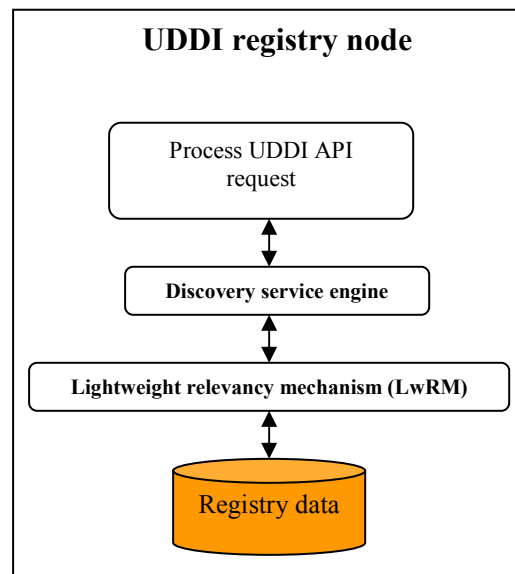 UDDI registry node
Process UDDI API
request
Discovery service engine
Lightweight relevancy mechanism (LwRM)
Registry data